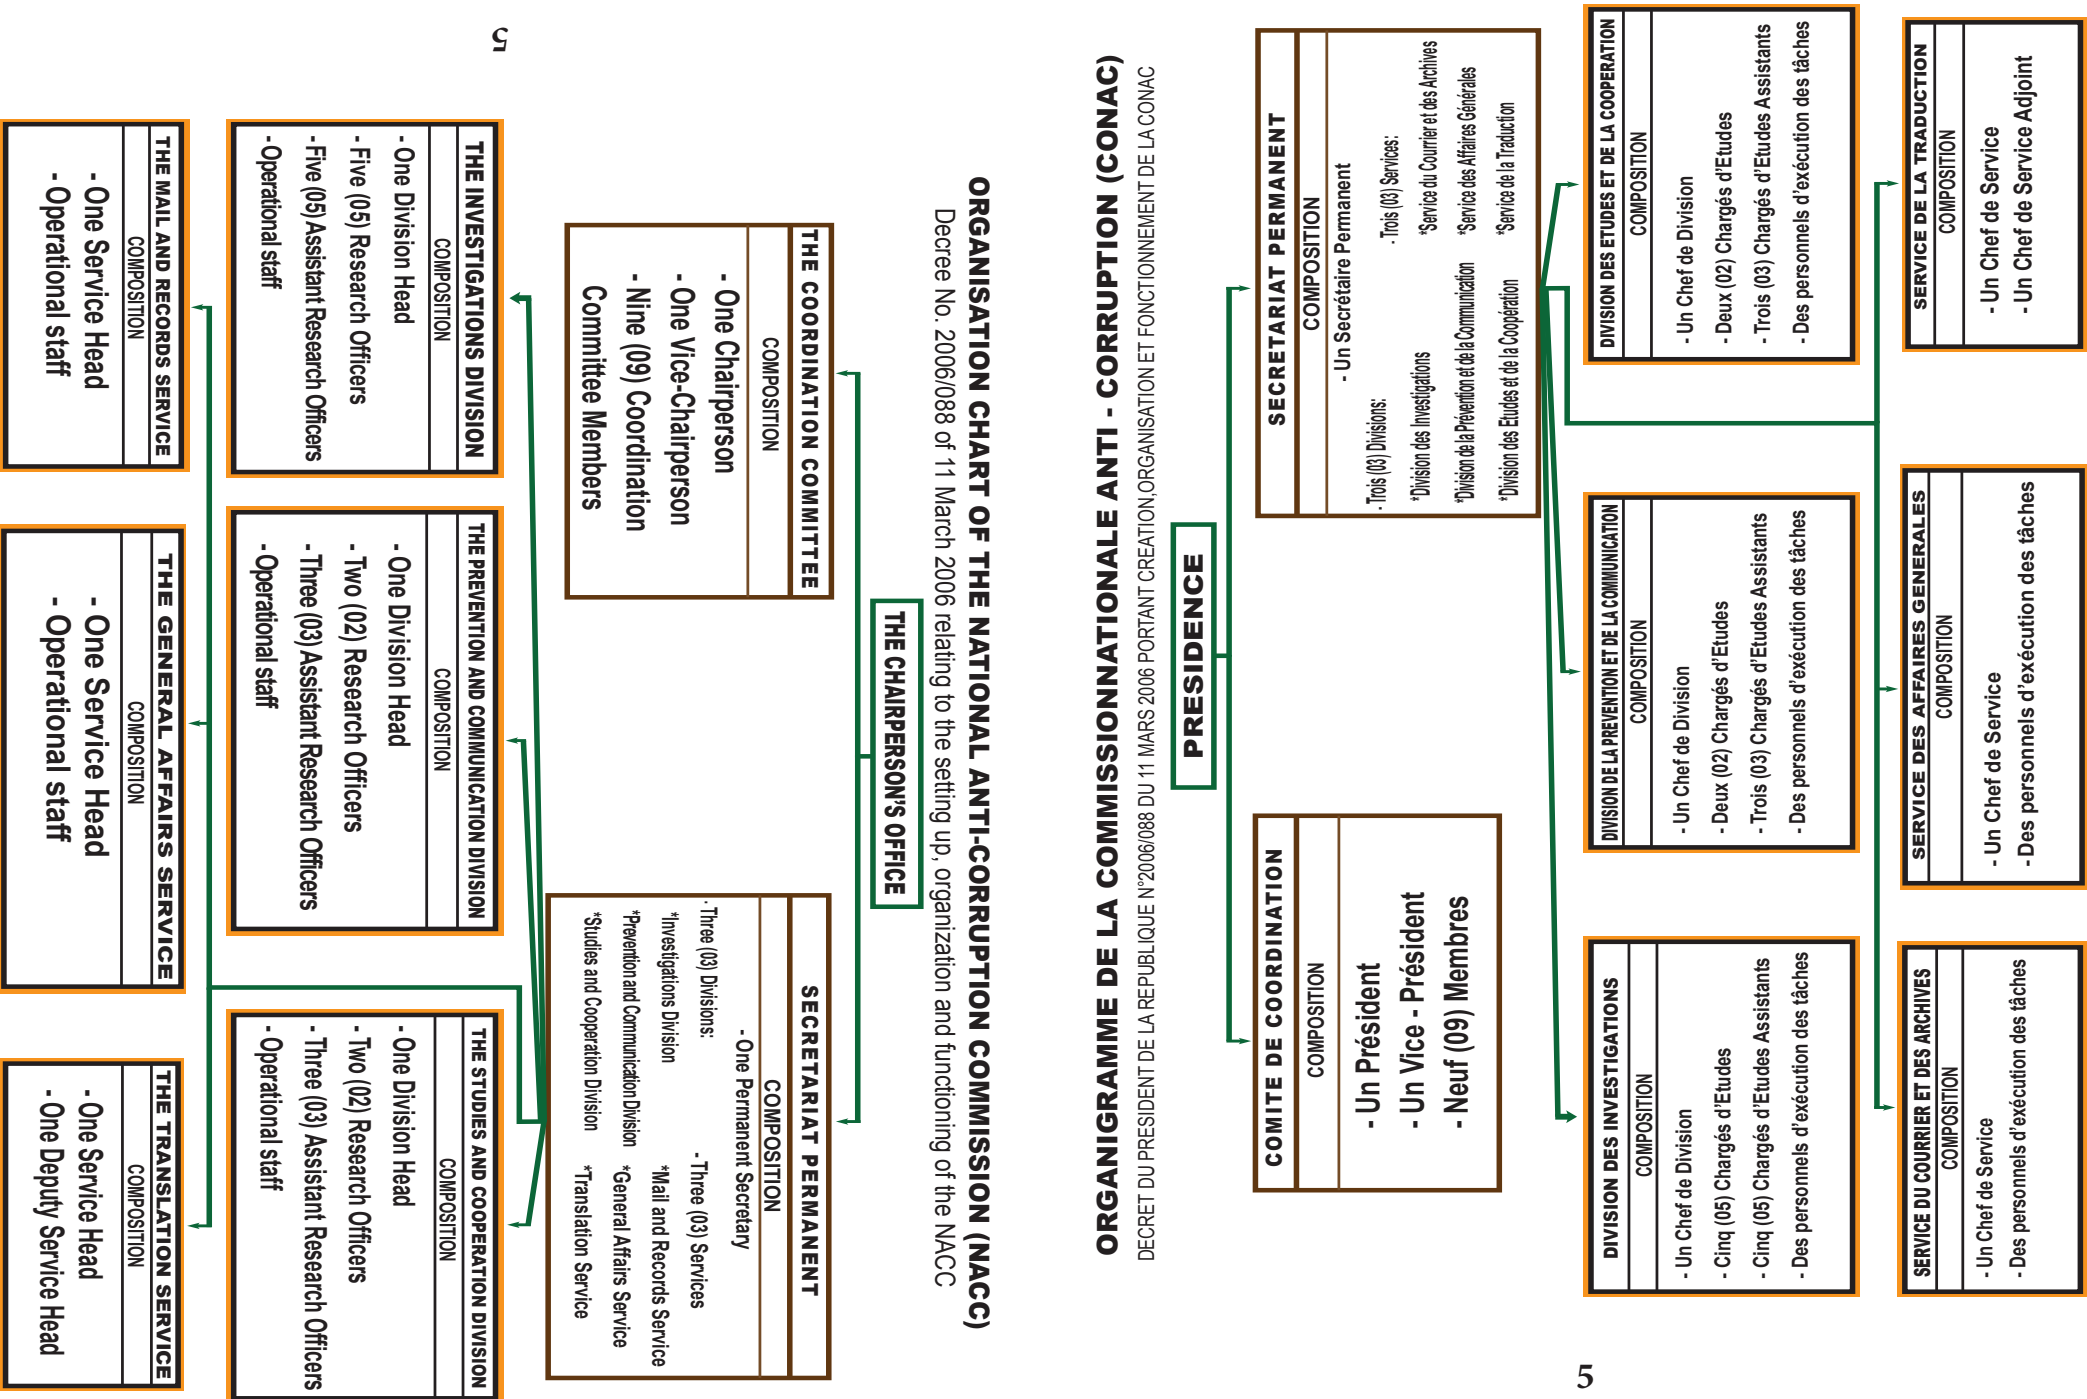 5
ORGANISATION CHART OF THE NATIONAL ANTI-CORRUPTION COMMISSION (NACC)
Decree No. 2006/088 of 11 March 2006 relating to the setting up, organization and functioning of the NACC
THE CHAIRPERSON'S OFFICE
THE COORDINATION COMMITTEE
COMPOSITION
- One Chairperson
- One Vice-Chairperson
- Nine (09) Coordination
Committee Members
SECRETARIAT PERMANENT
COMPOSITION
- One Permanent Secretary
- Three (03) Divisions:
*Investigations Division
*Prevention and Communication Division
*Studies and Cooperation Division
- Three (03) Services
*Mail and Records Service
*General Affairs Service
*Translation Service
THE INVESTIGATIONS DIVISION
COMPOSITION
- One Division Head
- Five (05) Research Officers
- Five (05) Assistant Research Officers
- Operational staff
THE PREVENTION AND COMMUNICATION DIVISION
COMPOSITION
- One Division Head
- Two (02) Research Officers
- Three (03) Assistant Research Officers
- Operational staff
THE STUDIES AND COOPERATION DIVISION
COMPOSITION
- One Division Head
- Two (02) Research Officers
- Three (03) Assistant Research Officers
- Operational staff
THE MAIL AND RECORDS SERVICE
COMPOSITION
- One Service Head
- Operational staff
THE GENERAL AFFAIRS SERVICE
COMPOSITION
- One Service Head
- Operational staff
THE TRANSLATION SERVICE
COMPOSITION
- One Service Head
- One Deputy Service Head
ORGANIGRAMME DE LA COMMISSIONNATIONALE ANTI - CORRUPTION (CONAC)
DECRET DU PRESIDENT DE LA REPUBLIQUE N°2006/088 DU 11 MARS 2006 PORTANT CREATION,ORGANISATION ET FONCTIONNEMENT DE LA CONAC
PRESIDENCE
COMITE DE COORDINATION
COMPOSITION
- Un Président
- Un Vice - Président
- Neuf (09) Membres
SECRETARIAT PERMANENT
COMPOSITION
- Un Secrétaire Permanent
- Trois (03) Divisions:
*Division des Investigations
*Division de la Prévention et de la Communication
*Division des Etudes et de la Coopération
- Trois (03) Services:
*Service du Courrier et des Archives
*Service des Affaires Générales
*Service de la Traduction
DIVISION DES INVESTIGATIONS
COMPOSITION
- Un Chef de Division
- Cinq (05) Chargés d'Etudes
- Cinq (05) Chargés d'Etudes Assistants
- Des personnels d'exécution des tâches
DIVISION DE LA PREVENTION ET DE LA COMMUNICATION
COMPOSITION
- Un Chef de Division
- Deux (02) Chargés d'Etudes
- Trois (03) Chargés d'Etudes Assistants
- Des personnels d'exécution des tâches
DIVISION DES ETUDES ET DE LA COOPERATION
COMPOSITION
- Un Chef de Division
- Deux (02) Chargés d'Etudes
- Trois (03) Chargés d'Etudes Assistants
- Des personnels d'exécution des tâches
SERVICE DU COURRIER ET DES ARCHIVES
COMPOSITION
- Un Chef de Service
- Des personnels d'exécution des tâches
SERVICE DES AFFAIRES GENERALES
COMPOSITION
- Un Chef de Service
- Des personnels d'exécution des tâches
SERVICE DE LA TRADUCTION
COMPOSITION
- Un Chef de Service
- Un Chef de Service Adjoint
5